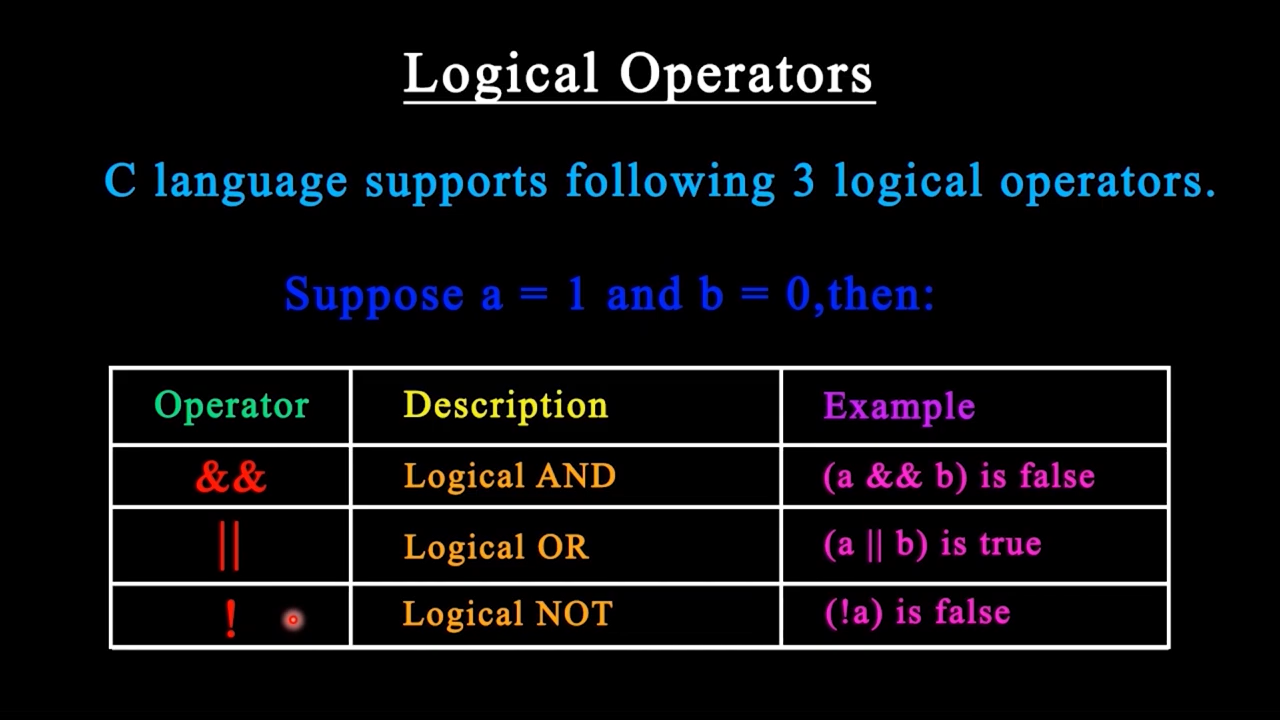 Logical Operators
C language supports following 3 logical operators.
Suppose a = 1 and b = 0,then:
Operator Description Example
&& Logical AND (a && b) is false
|| Logical OR (a || b) is true
! Logical NOT (!a) is false